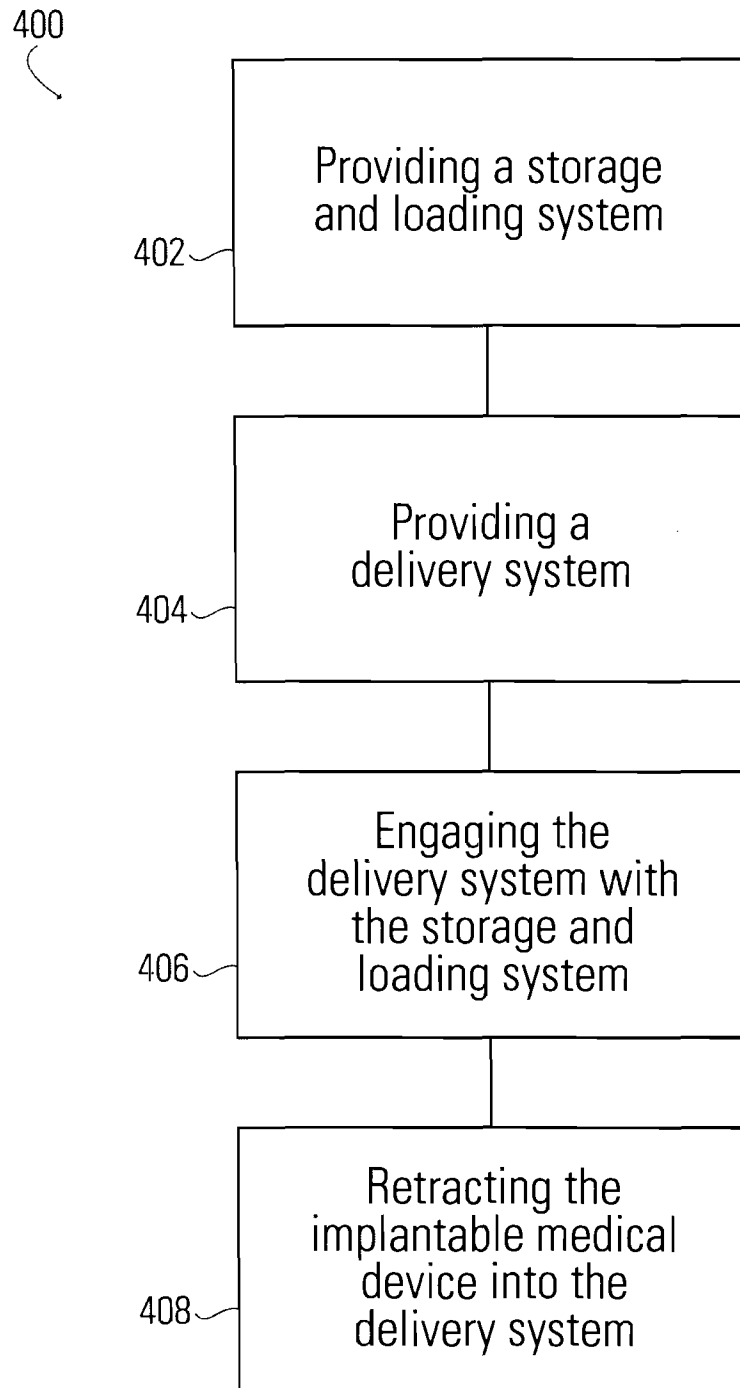 400
Providing a storage
and loading system
402
Providing a
delivery system
404
Engaging the
delivery system with
the storage and
loading system
406
Retracting the
implantable medical
device into the
delivery system
408